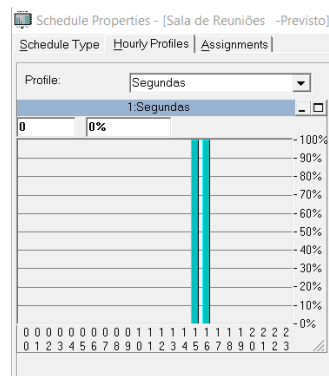 Schedule Properties - [Sala de Reuniões -Previsto]
Schedule Type Hourly Profiles Assignments
Profile: Segundas
1:Segundas
0 0%
100%
90%
80%
70%
60%
50%
40%
30%
20%
10%
0%
0 0 0 0 0 0 0 0 0 0 1 1 1 1 1 1 1 1 1 1 2 2 2 2
0 1 2 3 4 5 6 7 8 9 0 1 2 3 4 5 6 7 8 9 0 1 2 3